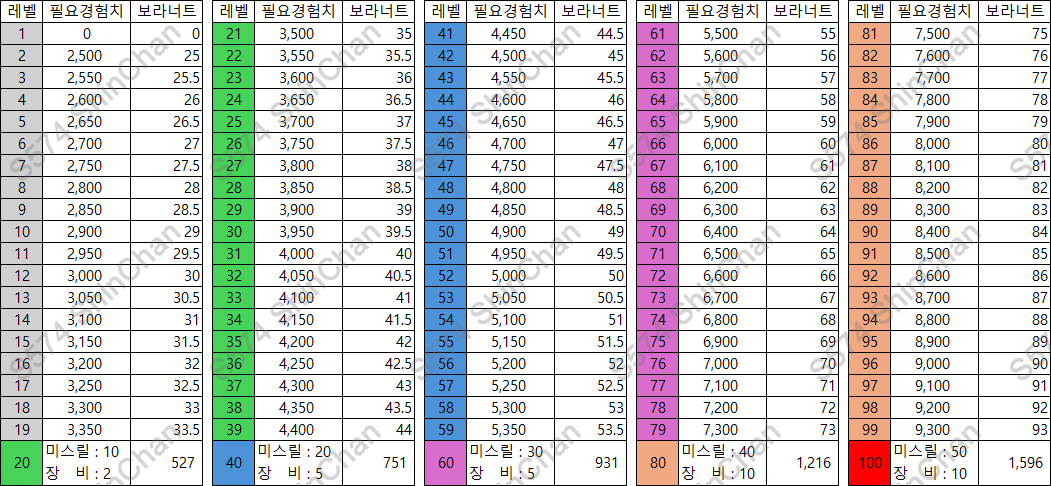 레벨 필요경험치 보라너트 레벨 필요경험치 보라너트 레벨 필요경험치 보라너트 레벨 필요경험치 보라너트 레벨 필요경험치 보라너트
1 0 0 21 3,500 35 41 4,450 44.5 61 5,500 55 81 7,500 75
2 2,500 25 22 3,550 35.5 42 4,500 45 62 5,600 56 82 7,600 76
3 2,550 25.5 23 3,600 36 43 4,550 45.5 63 5,700 57 83 7,700 77
4 2,600 26 24 3,650 36.5 44 4,600 46 64 5,800 58 84 7,800 78
5 2,650 26.5 25 3,700 37 45 4,650 46.5 65 5,900 59 85 7,900 79
6 2,700 27 26 3,750 37.5 46 4,700 47 66 6,000 60 86 8,000 80
7 2,750 27.5 27 3,800 38 47 4,750 47.5 67 6,100 61 87 8,100 81
8 2,800 28 28 3,850 38.5 48 4,800 48 68 6,200 62 88 8,200 82
9 2,850 28.5 29 3,900 39 49 4,850 48.5 69 6,300 63 89 8,300 83
10 2,900 29 30 3,950 39.5 50 4,900 49 70 6,400 64 90 8,400 84
11 2,950 29.5 31 4,000 40 51 4,950 49.5 71 6,500 65 91 8,500 85
12 3,000 30 32 4,050 40.5 52 5,000 50 72 6,600 66 92 8,600 86
13 3,050 30.5 33 4,100 41 53 5,050 50.5 73 6,700 67 93 8,700 87
14 3,100 31 34 4,150 41.5 54 5,100 51 74 6,800 68 94 8,800 88
15 3,150 31.5 35 4,200 42 55 5,150 51.5 75 6,900 69 95 8,900 89
16 3,200 32 36 4,250 42.5 56 5,200 52 76 7,000 70 96 9,000 90
17 3,250 32.5 37 4,300 43 57 5,250 52.5 77 7,100 71 97 9,100 91
18 3,300 33 38 4,350 43.5 58 5,300 53 78 7,200 72 98 9,200 92
19 3,350 33.5 39 4,400 44 59 5,350 53.5 79 7,300 73 99 9,300 93
20 미스릴 : 10 527 40 미스릴 : 20 751 60 미스릴 : 30 931 80 미스릴 : 40 1,216 100 미스릴 : 50 1,596
장 비 : 2 장 비 : 5 장 비 : 5 장 비 : 10 장 비 : 10
S574 ShinChan
S574 ShinChan
S574 ShinChan
S574 ShinChan
S574 ShinChan
S574 ShinChan
S574 ShinChan
S574 ShinChan